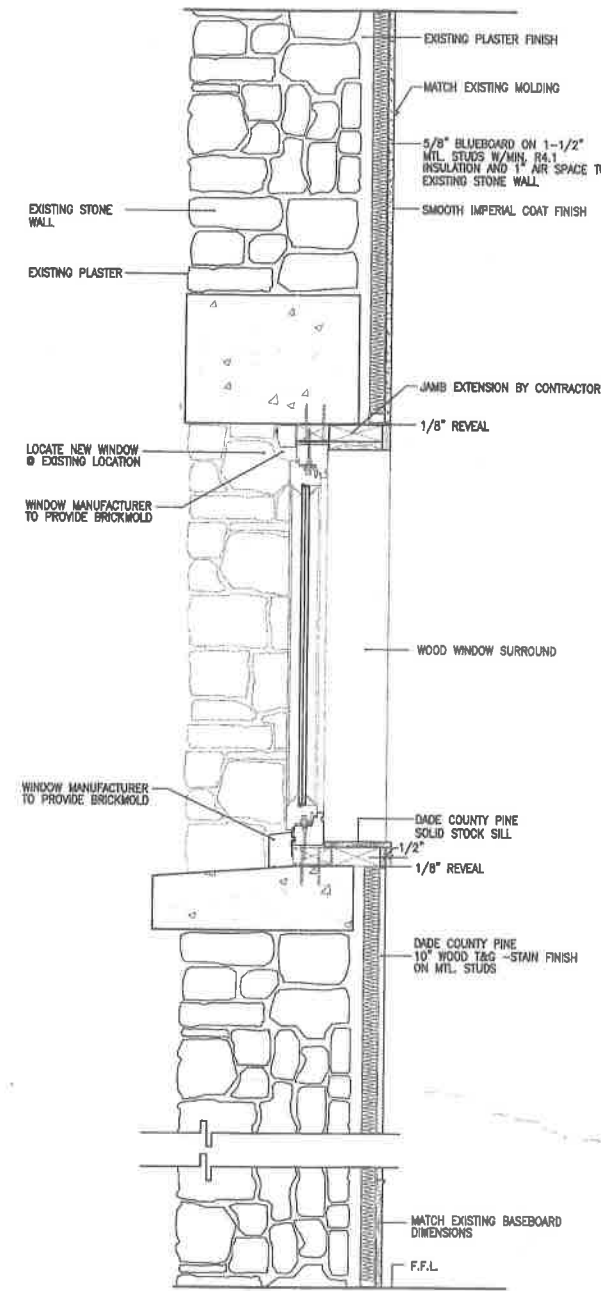 EXISTING PLASTER FINISH
MATCH EXISTING MOLDING
5/8" BLUEBOARD ON 1-1/2"
MTL. STUDS W/MIN. R4.1
INSULATION AND 1" AIR SPACE TO
EXISTING STONE WALL
SMOOTH IMPERIAL COAT FINISH
EXISTING STONE
WALL
EXISTING PLASTER
JAMB EXTENSION BY CONTRACTOR
1/8" REVEAL
LOCATE NEW WINDOW
@ EXISTING LOCATION
WINDOW MANUFACTURER
TO PROVIDE BRICKMOLD
WOOD WINDOW SURROUND
WINDOW MANUFACTURER
TO PROVIDE BRICKMOLD
DADE COUNTY PINE
SOLID STOCK SILL
1/2"
1/8" REVEAL
DADE COUNTY PINE
10" WOOD T&G -STAIN FINISH
ON MTL. STUDS
MATCH EXISTING BASEBOARD
DIMENSIONS
F.F.L.